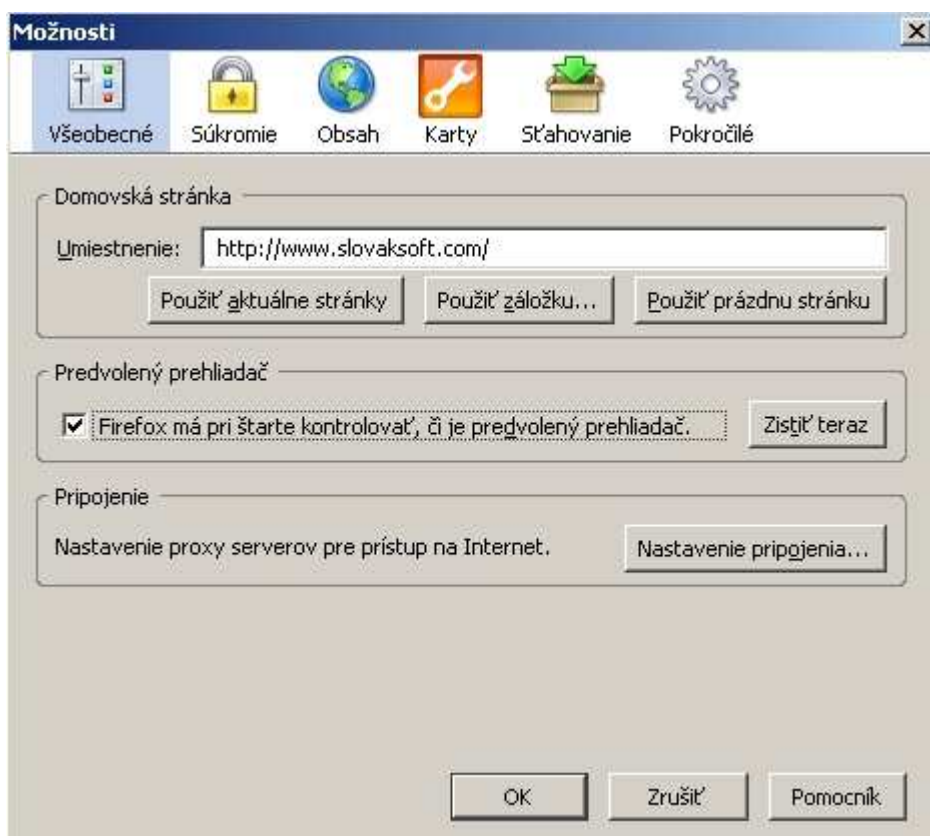 Možnosti
Všeobecné Súkromie Obsah Karty Sťahovanie Pokročilé
Domovská stránka
Umiestnenie: http://www.slovaksoft.com/
Použiť aktuálne stránky Použiť záložku... Použiť prázdnu stránku
Predvolený prehliadač
Firefox má pri štarte kontrolovať, či je predvolený prehliadač. Zistiť teraz
Pripojenie
Nastavenie proxy serverov pre prístup na Internet. Nastavenie pripojenia...
OK Zrušiť Pomocník